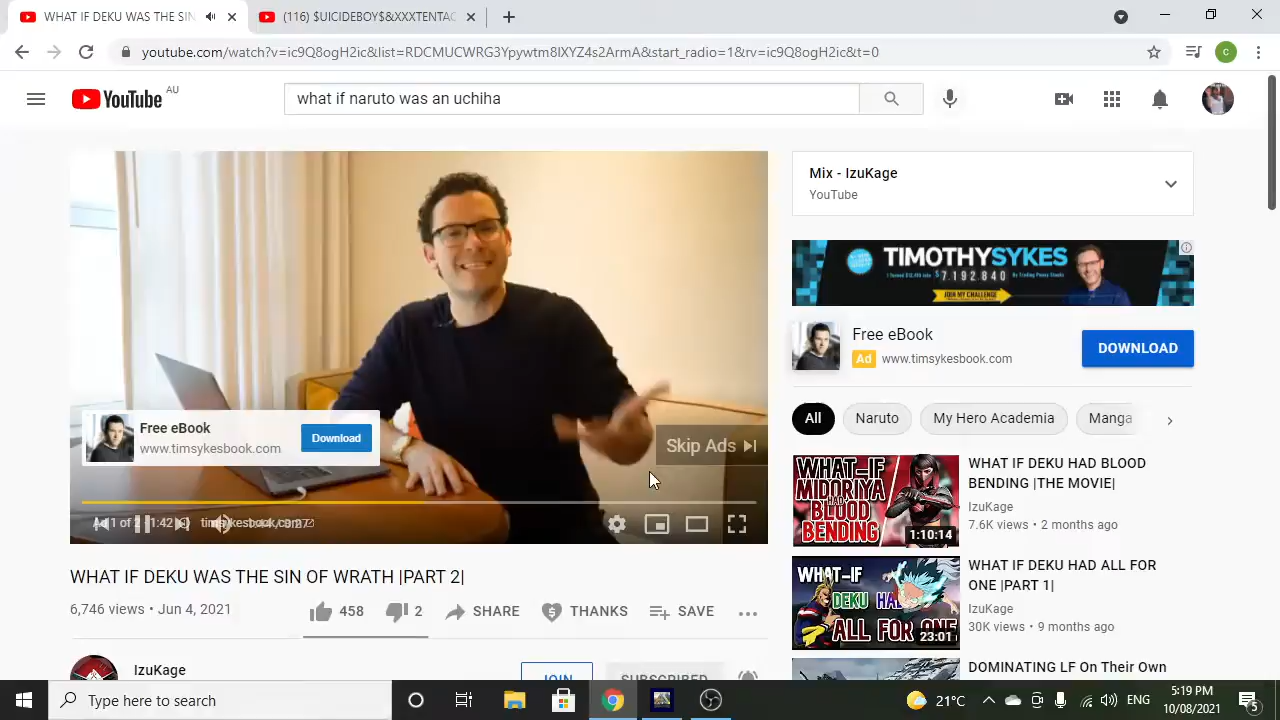 WHAT IF DEKU WAS THE SIN
(116) $UICIDEBOY$&XXXTENTAC
youtube.com/watch?v=ic9Q8ogH2ic&list=RDCMUCWRG3Ypvwtm8IXYZ4s2ArmA&start_radio=1&rv=ic9Q8ogH2ic&t=0
c
YouTube AU
what if naruto was an uchiha
Mix - IzuKage
YouTube
TIMOTHYSYKES
$7,192,840
JOIN MY CHALLENGE
Free eBook
Ad www.timsykesbook.com
DOWNLOAD
Free eBook
www.timsykesbook.com
Download
Skip Ads
All
Naruto
My Hero Academia
Manga
WHAT-IF
MIDORIYA
HAD
BLOOD
BENDING
1:10:14
WHAT IF DEKU HAD BLOOD
BENDING |THE MOVIE|
IzuKage
7.6K views • 2 months ago
WHAT-IF
DEKU HA
ALL FOR ONE
23:01
WHAT IF DEKU HAD ALL FOR
ONE |PART 1|
IzuKage
30K views • 9 months ago
DOMINATING LF On Their Own
WHAT IF DEKU WAS THE SIN OF WRATH |PART 2|
6,746 views • Jun 4, 2021
458
2
SHARE
THANKS
SAVE
IzuKage
JOIN
SUBSCRIBED
Type here to search
21°C
ENG
5:19 PM
10/08/2021
5